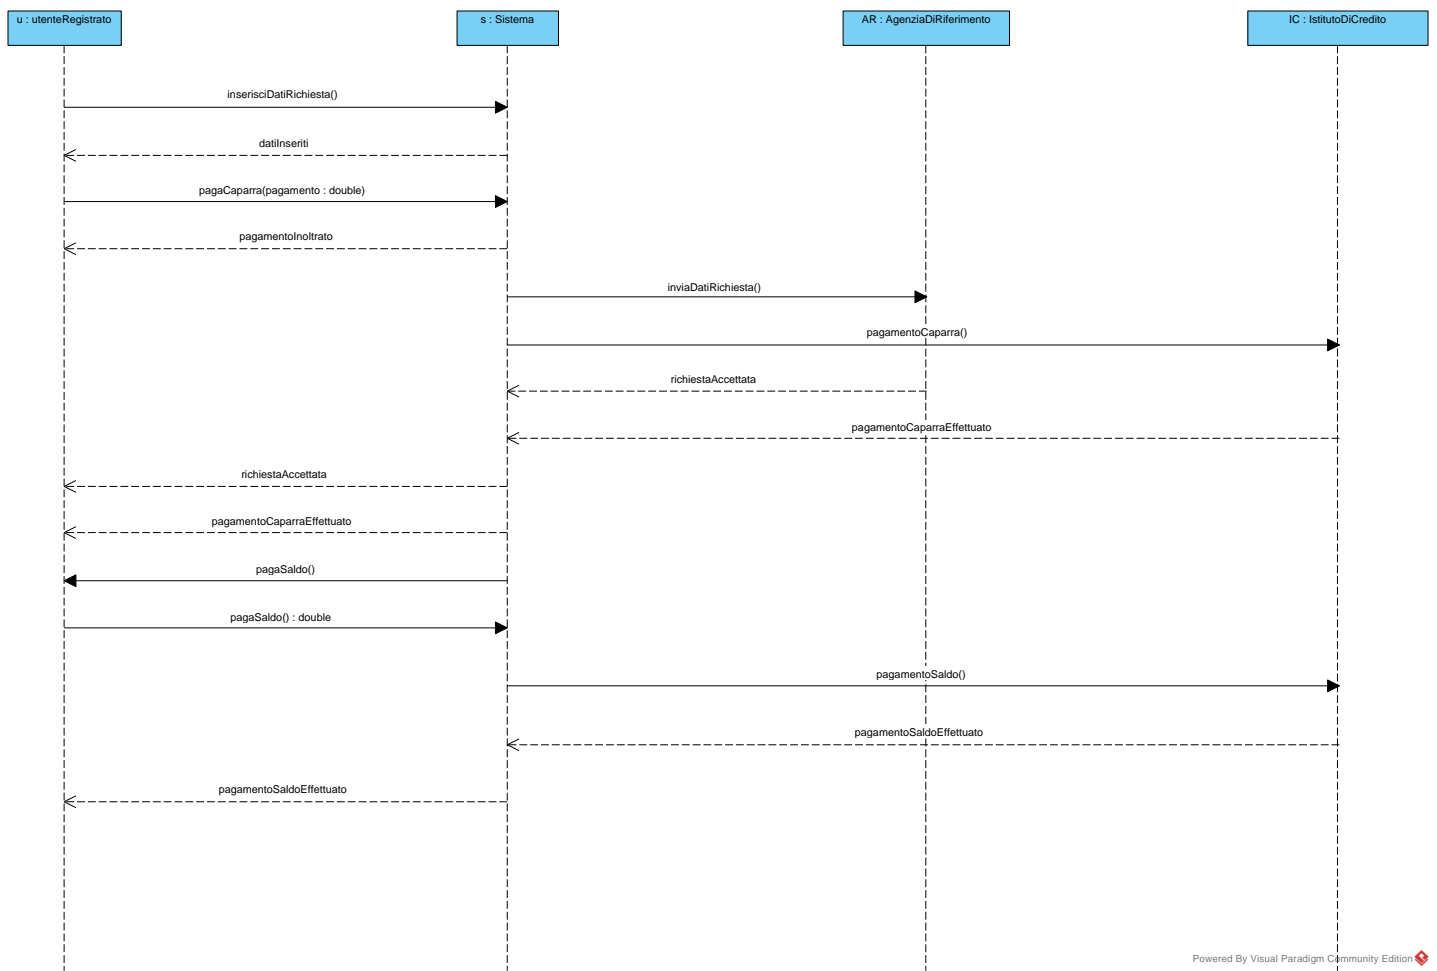 u : utenteRegistrato
s : Sistema
AR : AgenziaDiRiferimento
IC : IstitutoDiCredito
inserisciDatiRichiesta()
datiInseriti
pagaCaparra(pagamento : double)
pagamentoInoltrato
inviaDatiRichiesta()
pagamentoCaparra()
richiestaAccettata
pagamentoCaparraEffettuato
richiestaAccettata
pagamentoCaparraEffettuato
pagaSaldo()
pagaSaldo() : double
pagamentoSaldo()
pagamentoSaldoEffettuato
pagamentoSaldoEffettuato
Powered By Visual Paradigm Community Edition